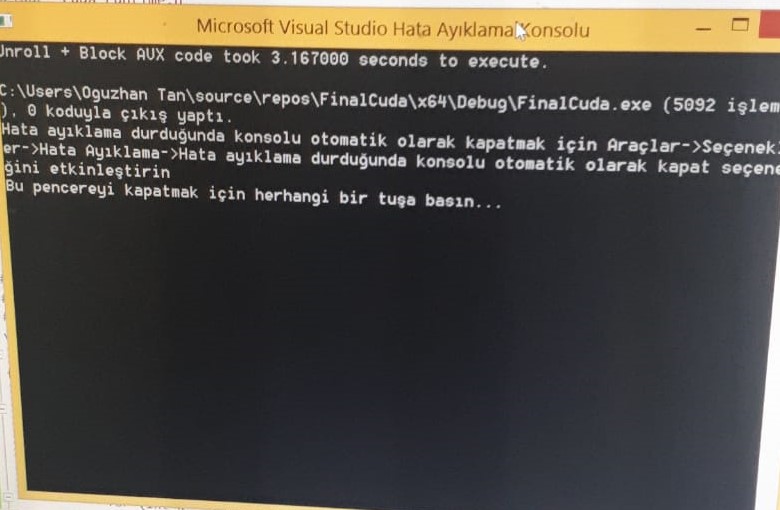 Microsoft Visual Studio Hata Ayıklama Konsolu
Unroll + Block AUX code took 3.167000 seconds to execute.
C:\Users\Oguzhan Tan\source\repos\FinalCuda\x64\Debug\FinalCuda.exe (5092 işlem
), 0 koduyla çıkış yaptı.
Hata ayıklama durduğunda konsolu otomatik olarak kapatmak için Araçlar->Seçenekl
er->Hata Ayıklama->Hata ayıklama durduğunda konsolu otomatik olarak kapat seçene
ğini etkinleştirin
Bu pencereyi kapatmak için herhangi bir tuşa basın...